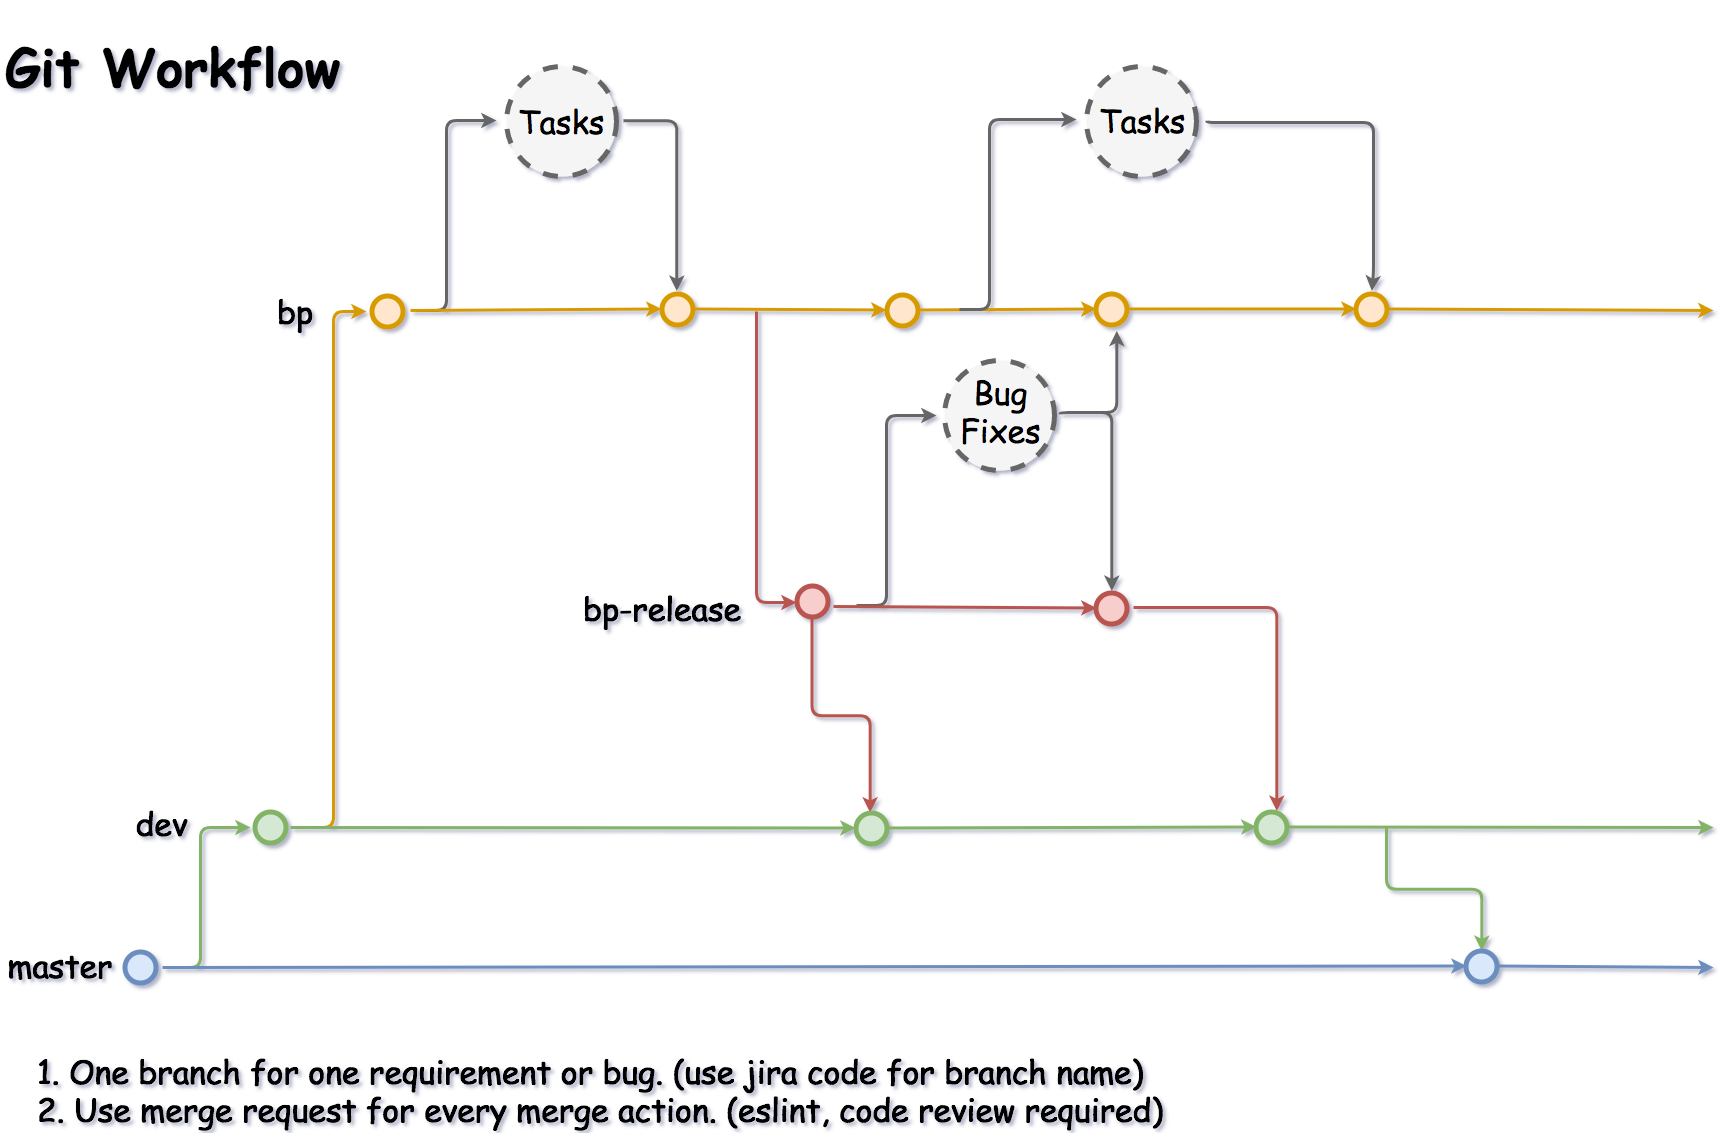 Git Workflow
Tasks
Tasks
bp
Bug
Fixes
bp-release
dev
master
1. One branch for one requirement or bug. (use jira code for branch name)
2. Use merge request for every merge action. (eslint, code review required)